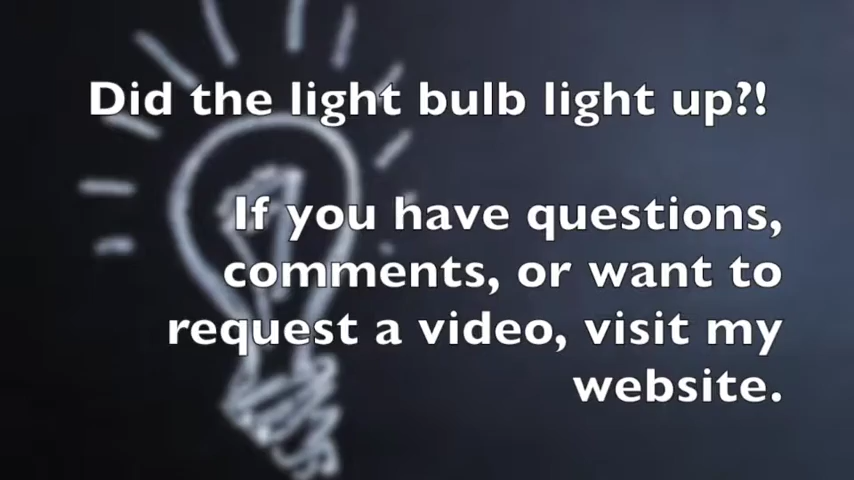 Did the light bulb light up?!
If you have questions,
comments, or want to
request a video, visit my
website.